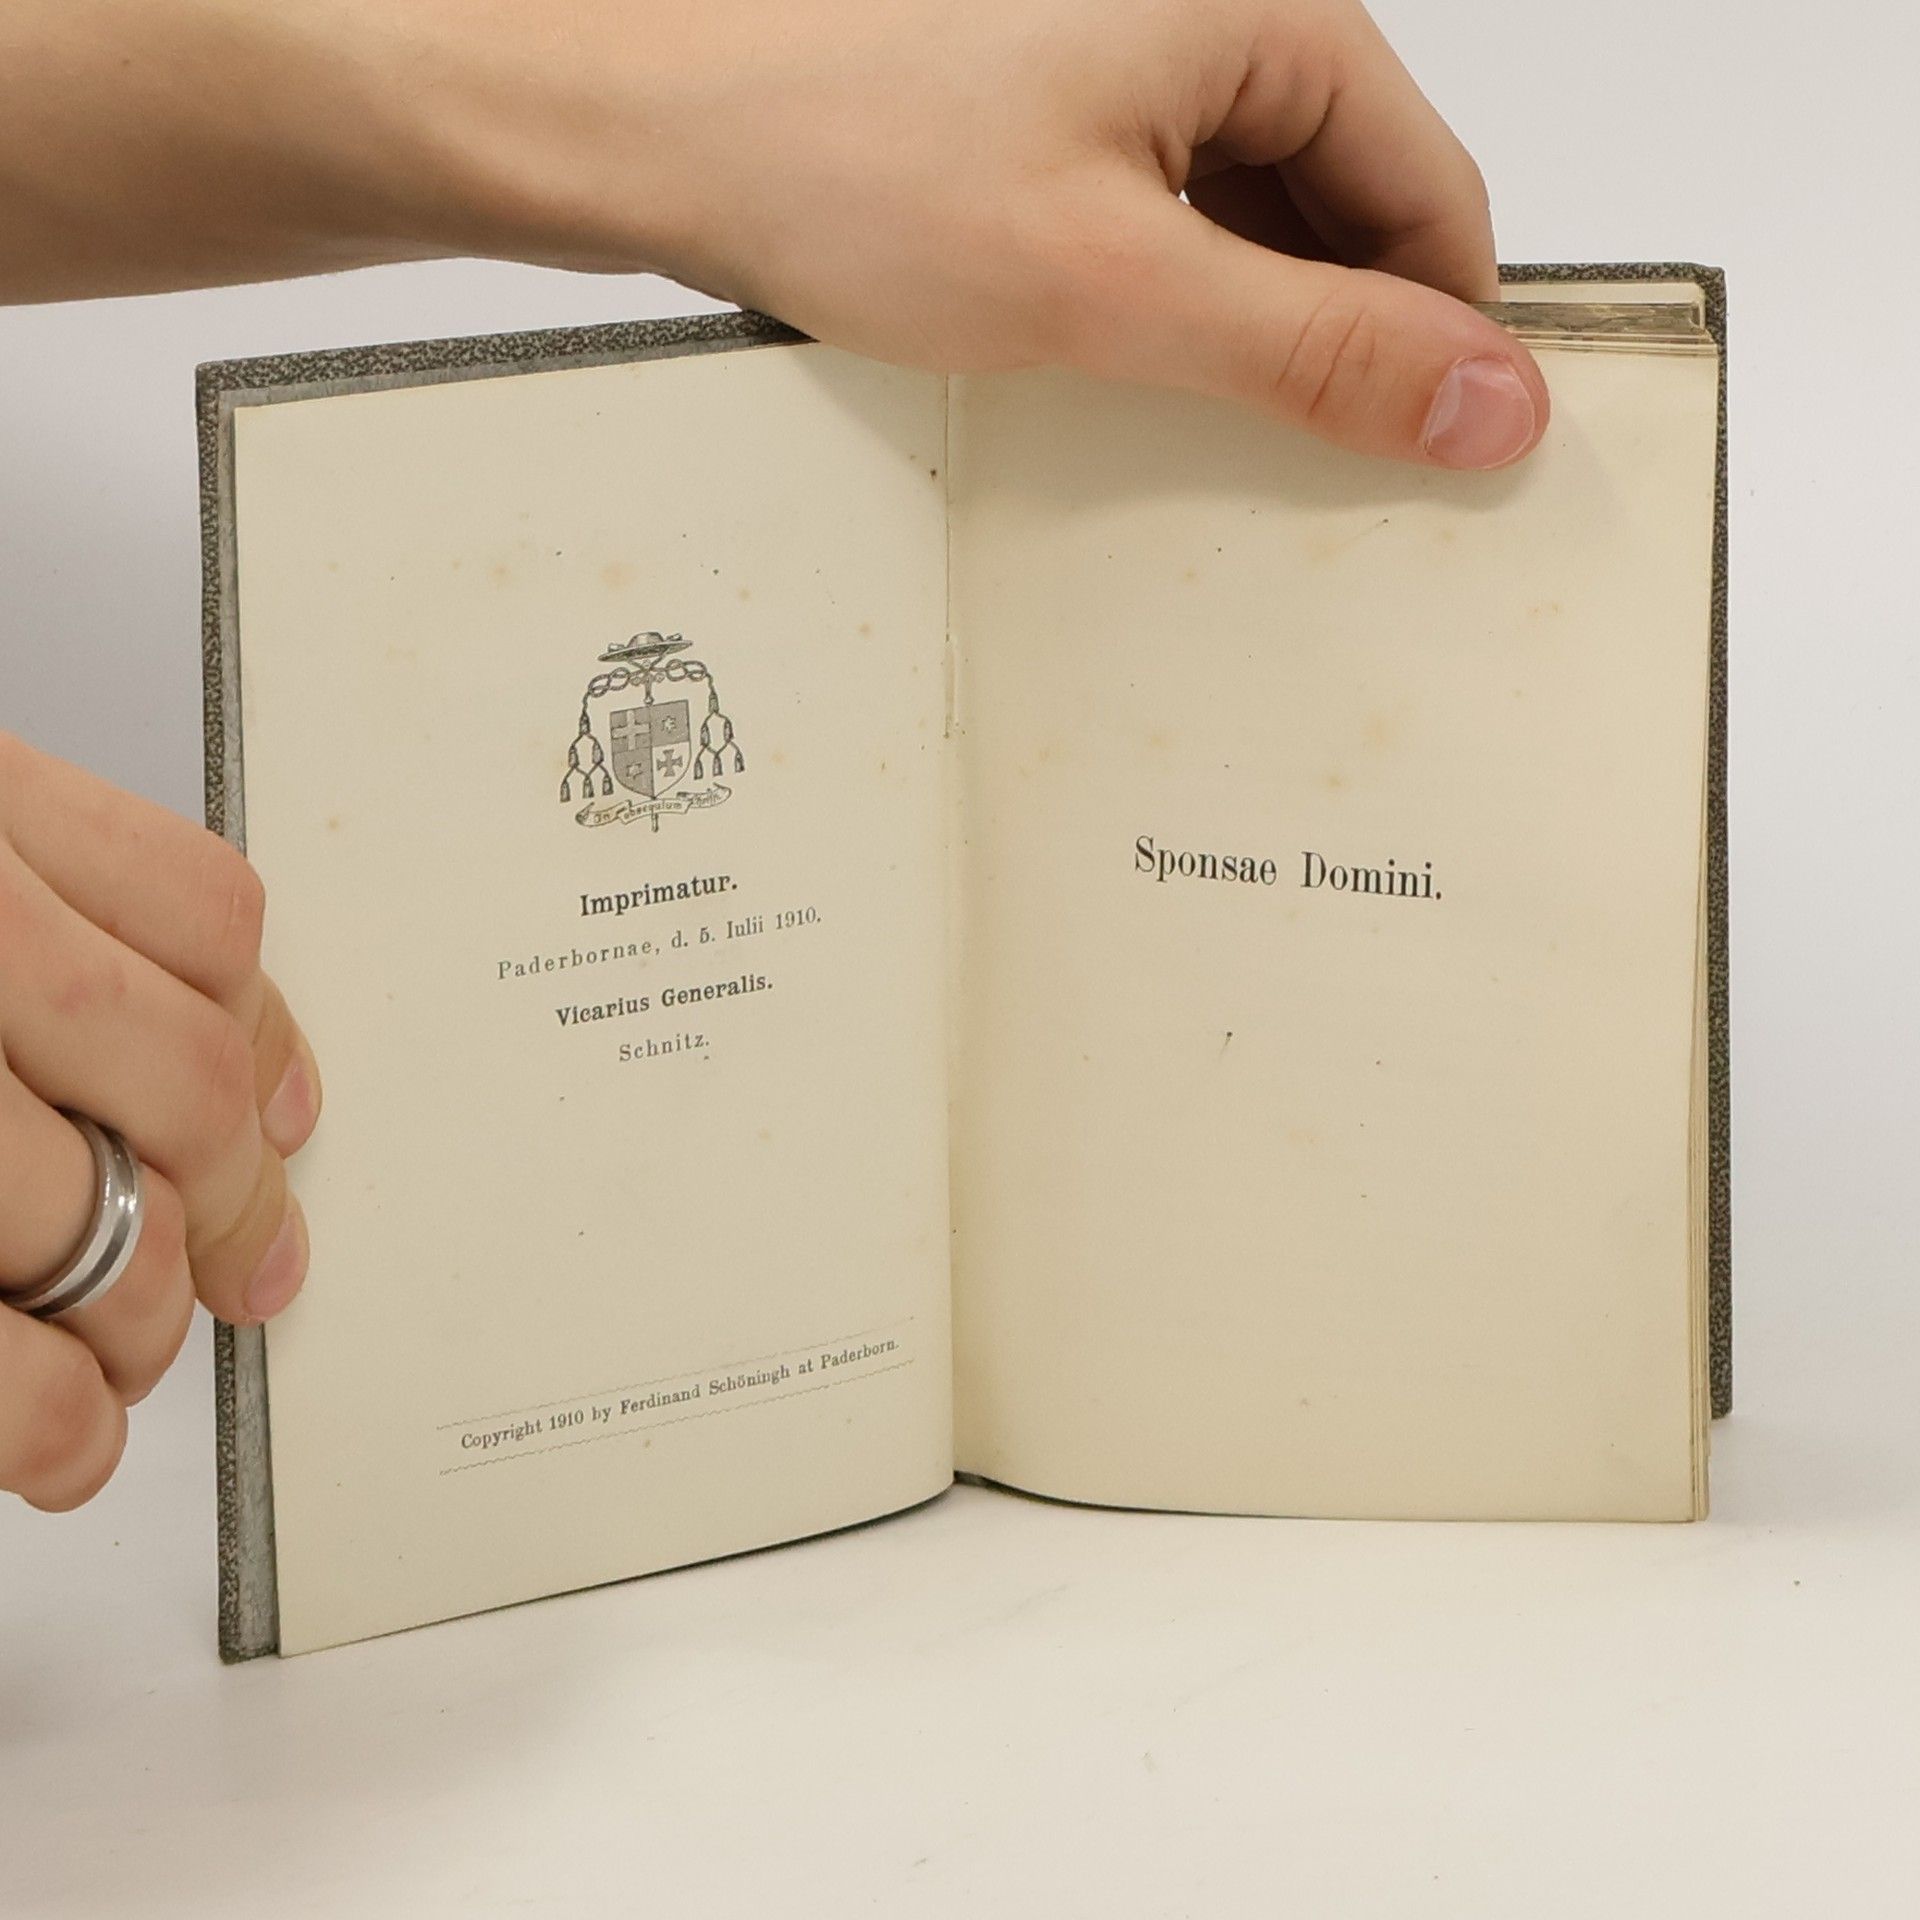 In obsequium Christi
Imprimatur.
Paderbornae, d. 5. Iulii 1910.
Vicarius Generalis.
Schnitz.
Copyright 1910 by Ferdinand Schöningh at Paderborn.
Sponsae Domini.